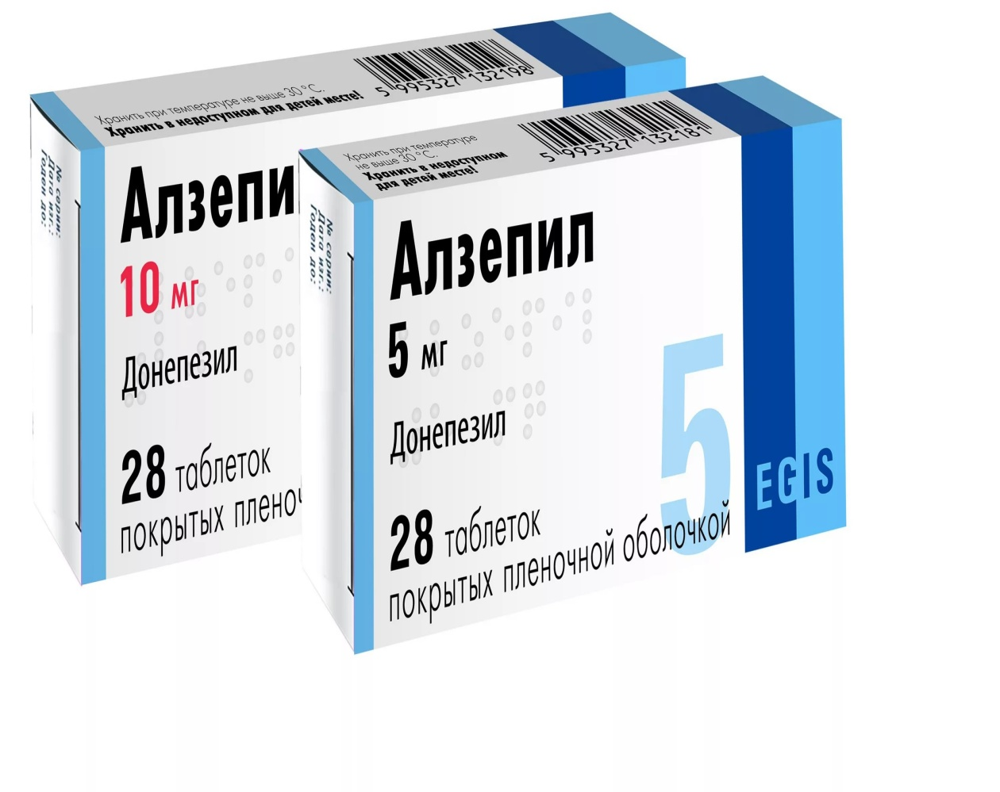 Хранить при температуре не выше 30 °C.
Хранить в недоступном для детей месте!
5 995327 132198
№ серии:
Дата изг.:
Годен до:
Алзепи
10 мг
Донепезил
28 таблеток
покрытых плено
Хранить при температуре
не выше 30 °C.
Хранить в недоступном
для детей месте!
5 995327 132181
№ серии:
Дата изг.:
Годен до:
Алзепил
5 мг
Донепезил
28 таблеток
покрытых пленочной оболочкой
5
EGIS